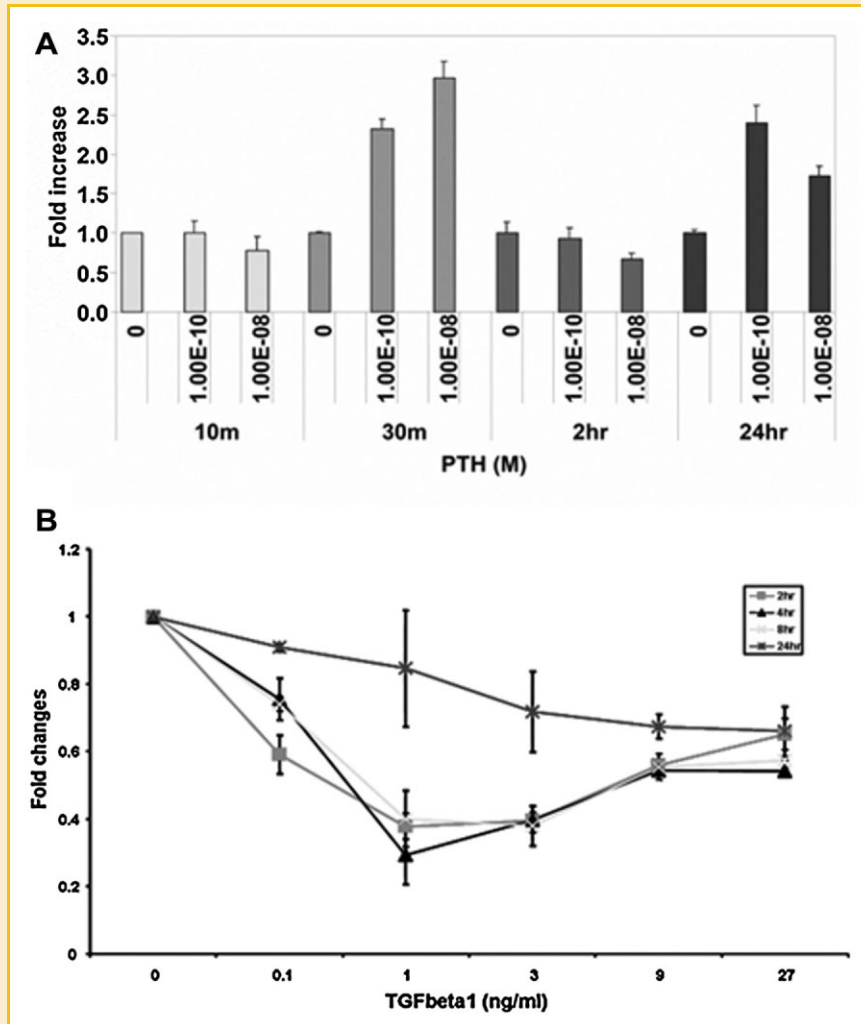 A
Fold increase
3.5
3.0
2.5
2.0
1.5
1.0
0.5
0.0
0
1.00E-10
1.00E-08
0
1.00E-10
1.00E-08
0
1.00E-10
1.00E-08
0
1.00E-10
1.00E-08
10m
30m
2hr
24hr
PTH (M)
B
Fold changes
1.2
1
0.8
0.6
0.4
0.2
0
2hr
4hr
8hr
24hr
0
0.1
1
3
9
27
TGFbeta1 (ng/ml)